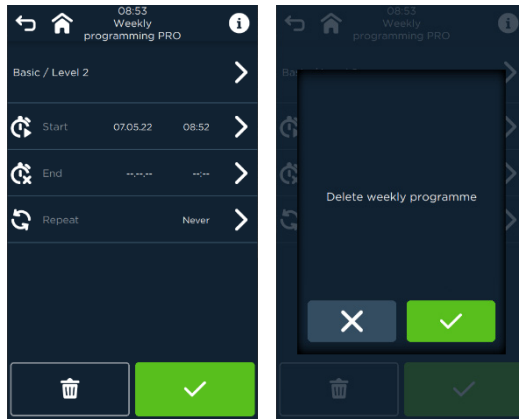 08:53
Weekly
programming PRO
Basic / Level 2
Start 07.05.22 08:52
End --.--.-- --:--
Repeat Never
08:53
Weekly
programming PRO
Delete weekly programme